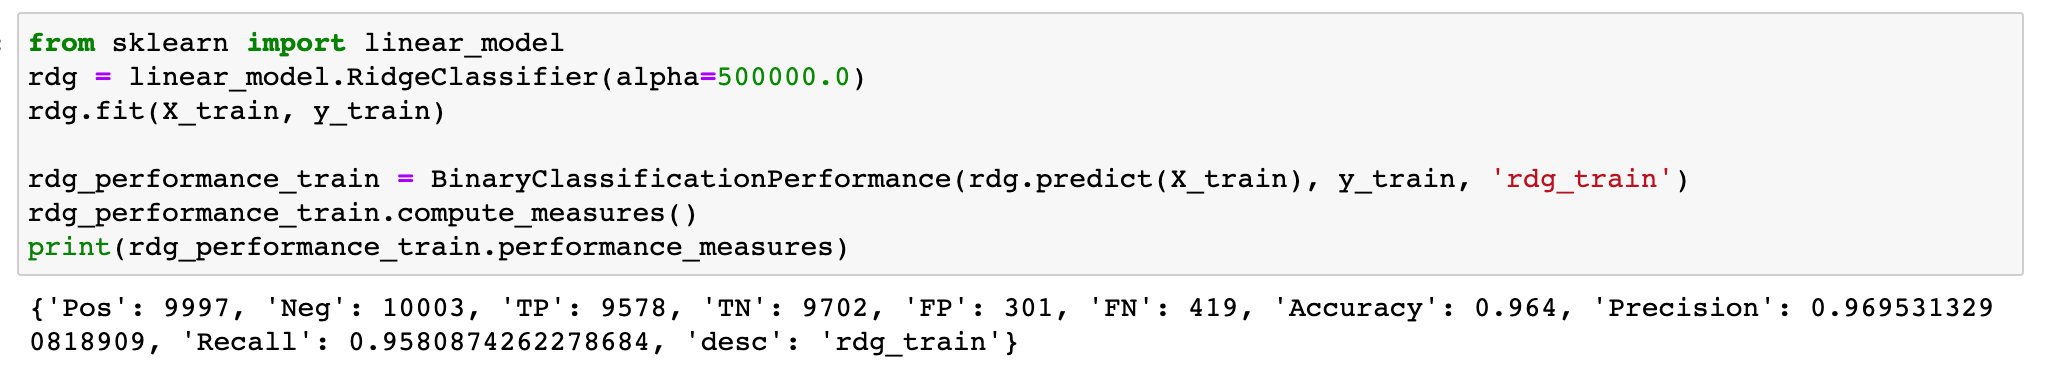 from sklearn import linear_model
rdg = linear_model.RidgeClassifier(alpha=500000.0)
rdg.fit(X_train, y_train)

rdg_performance_train = BinaryClassificationPerformance(rdg.predict(X_train), y_train, 'rdg_train')
rdg_performance_train.compute_measures()
print(rdg_performance_train.performance_measures)
{'Pos': 9997, 'Neg': 10003, 'TP': 9578, 'TN': 9702, 'FP': 301, 'FN': 419, 'Accuracy': 0.964, 'Precision': 0.969531329
0818909, 'Recall': 0.9580874262278684, 'desc': 'rdg_train'}